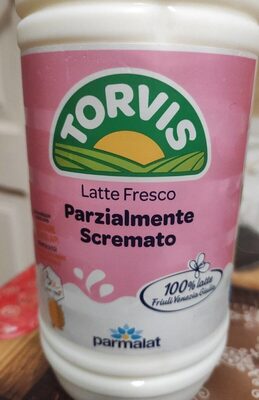 TORVIS
Latte Fresco
Parzialmente
Scremato
100% latte
Friuli Venezia Giulia
parmalat